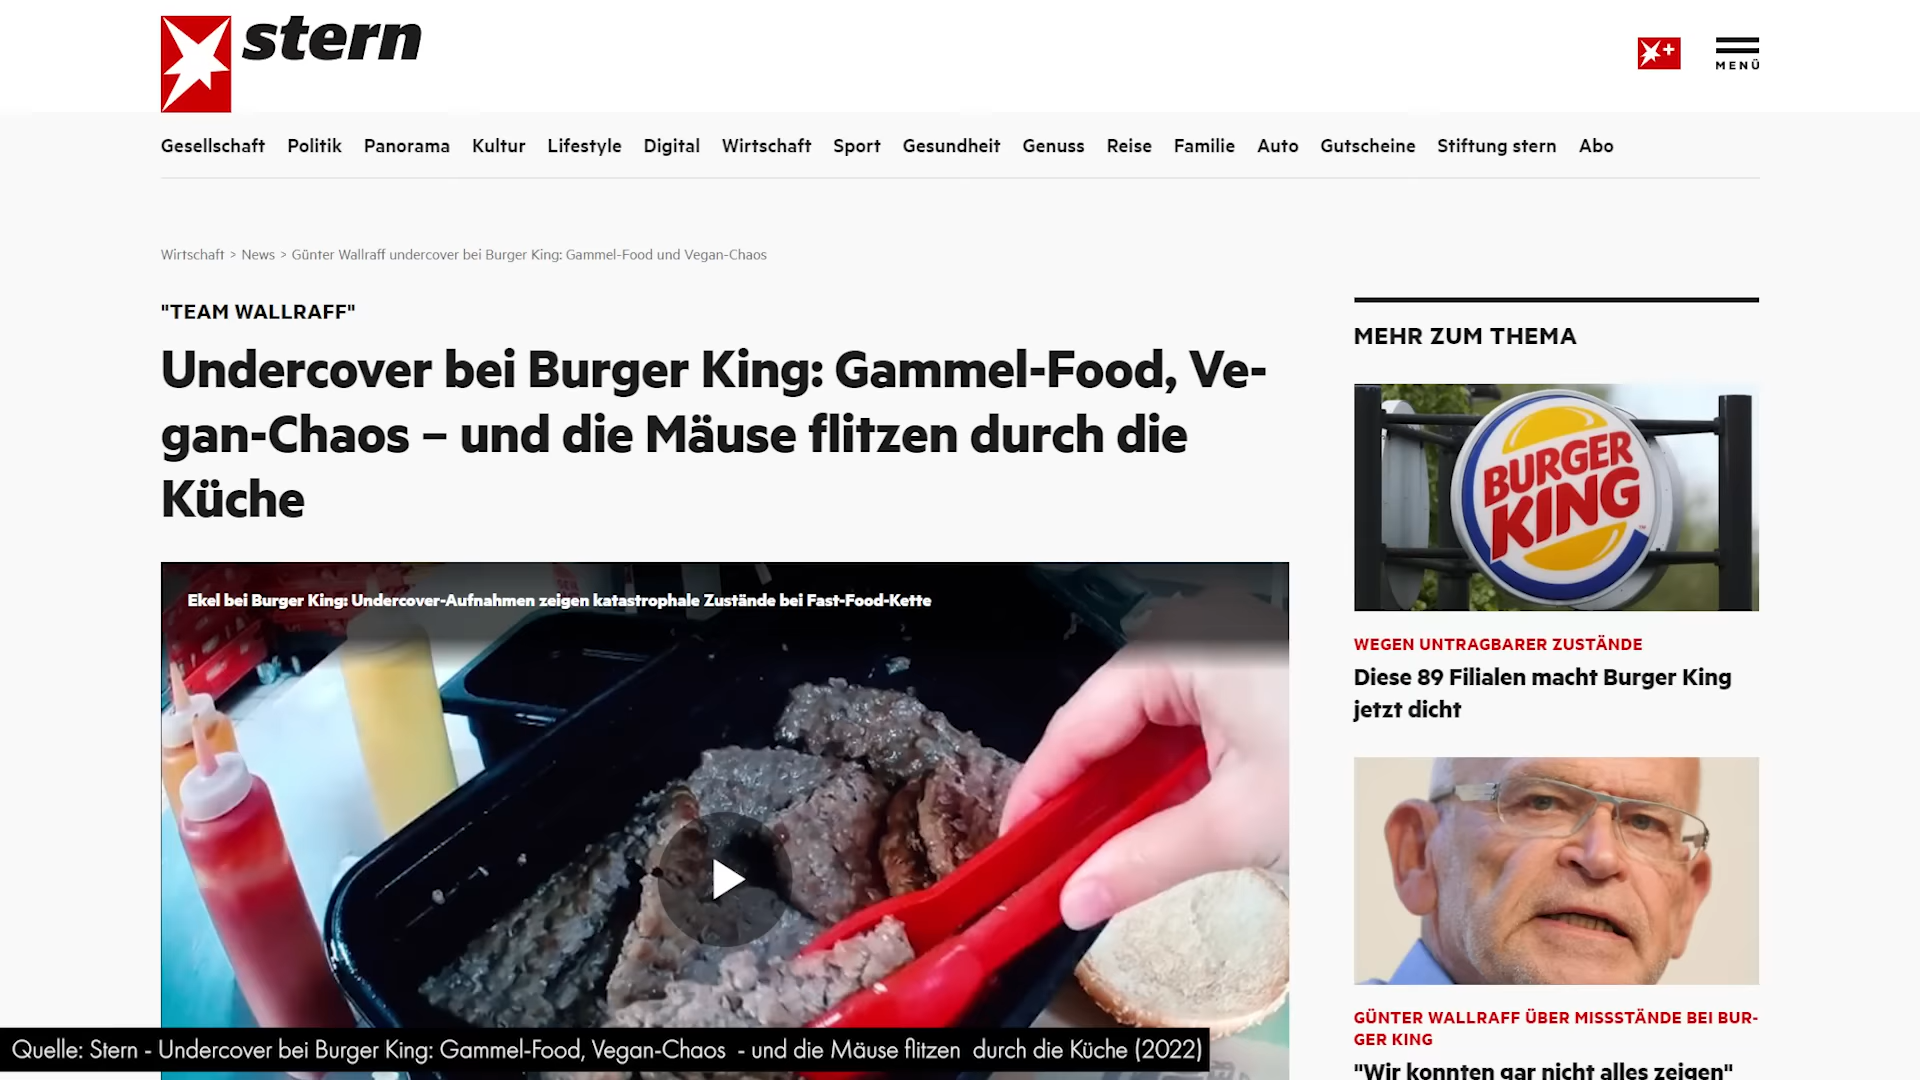 stern
MENÜ
Gesellschaft Politik Panorama Kultur Lifestyle Digital Wirtschaft Sport Gesundheit Genuss Reise Familie Auto Gutscheine Stiftung stern Abo
Wirtschaft > News > Günter Wallraff undercover bei Burger King: Gammel-Food und Vegan-Chaos
"TEAM WALLRAFF"
Undercover bei Burger King: Gammel-Food, Ve-
gan-Chaos – und die Mäuse flitzen durch die
Küche
Ekel bei Burger King: Undercover-Aufnahmen zeigen katastrophale Zustände bei Fast-Food-Kette
MEHR ZUM THEMA
BURGER
KING
WEGEN UNTRAGBARER ZUSTÄNDE
Diese 89 Filialen macht Burger King
jetzt dicht
GÜNTER WALLRAFF ÜBER MISSSTÄNDE BEI BUR-
GER KING
"Wir konnten gar nicht alles zeigen"
Quelle: Stern - Undercover bei Burger King: Gammel-Food, Vegan-Chaos - und die Mäuse flitzen durch die Küche (2022)